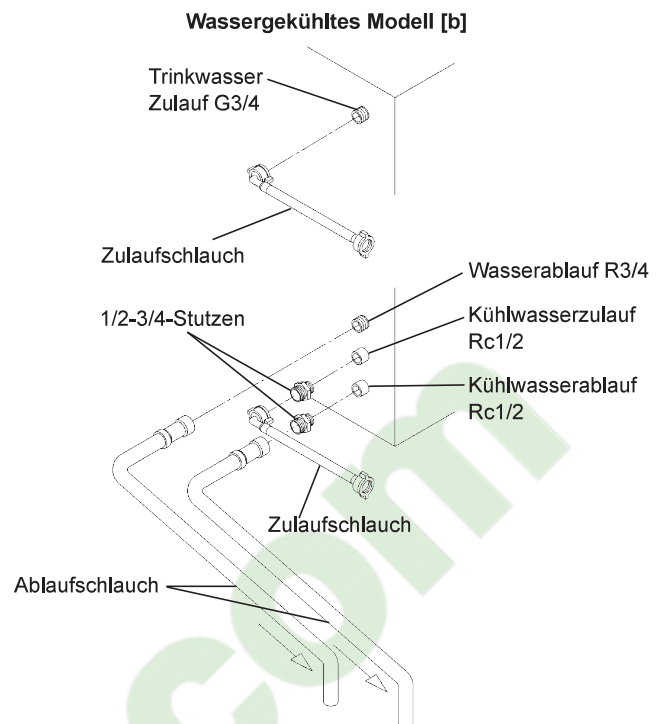 Wassergekühltes Modell [b]
Trinkwasser
Zulauf G3/4
Zulaufschlauch
Wasserablauf R3/4
1/2-3/4-Stutzen
Kühlwasserzulauf
Rc1/2
Kühlwasserablauf
Rc1/2
Zulaufschlauch
Ablaufschlauch
com